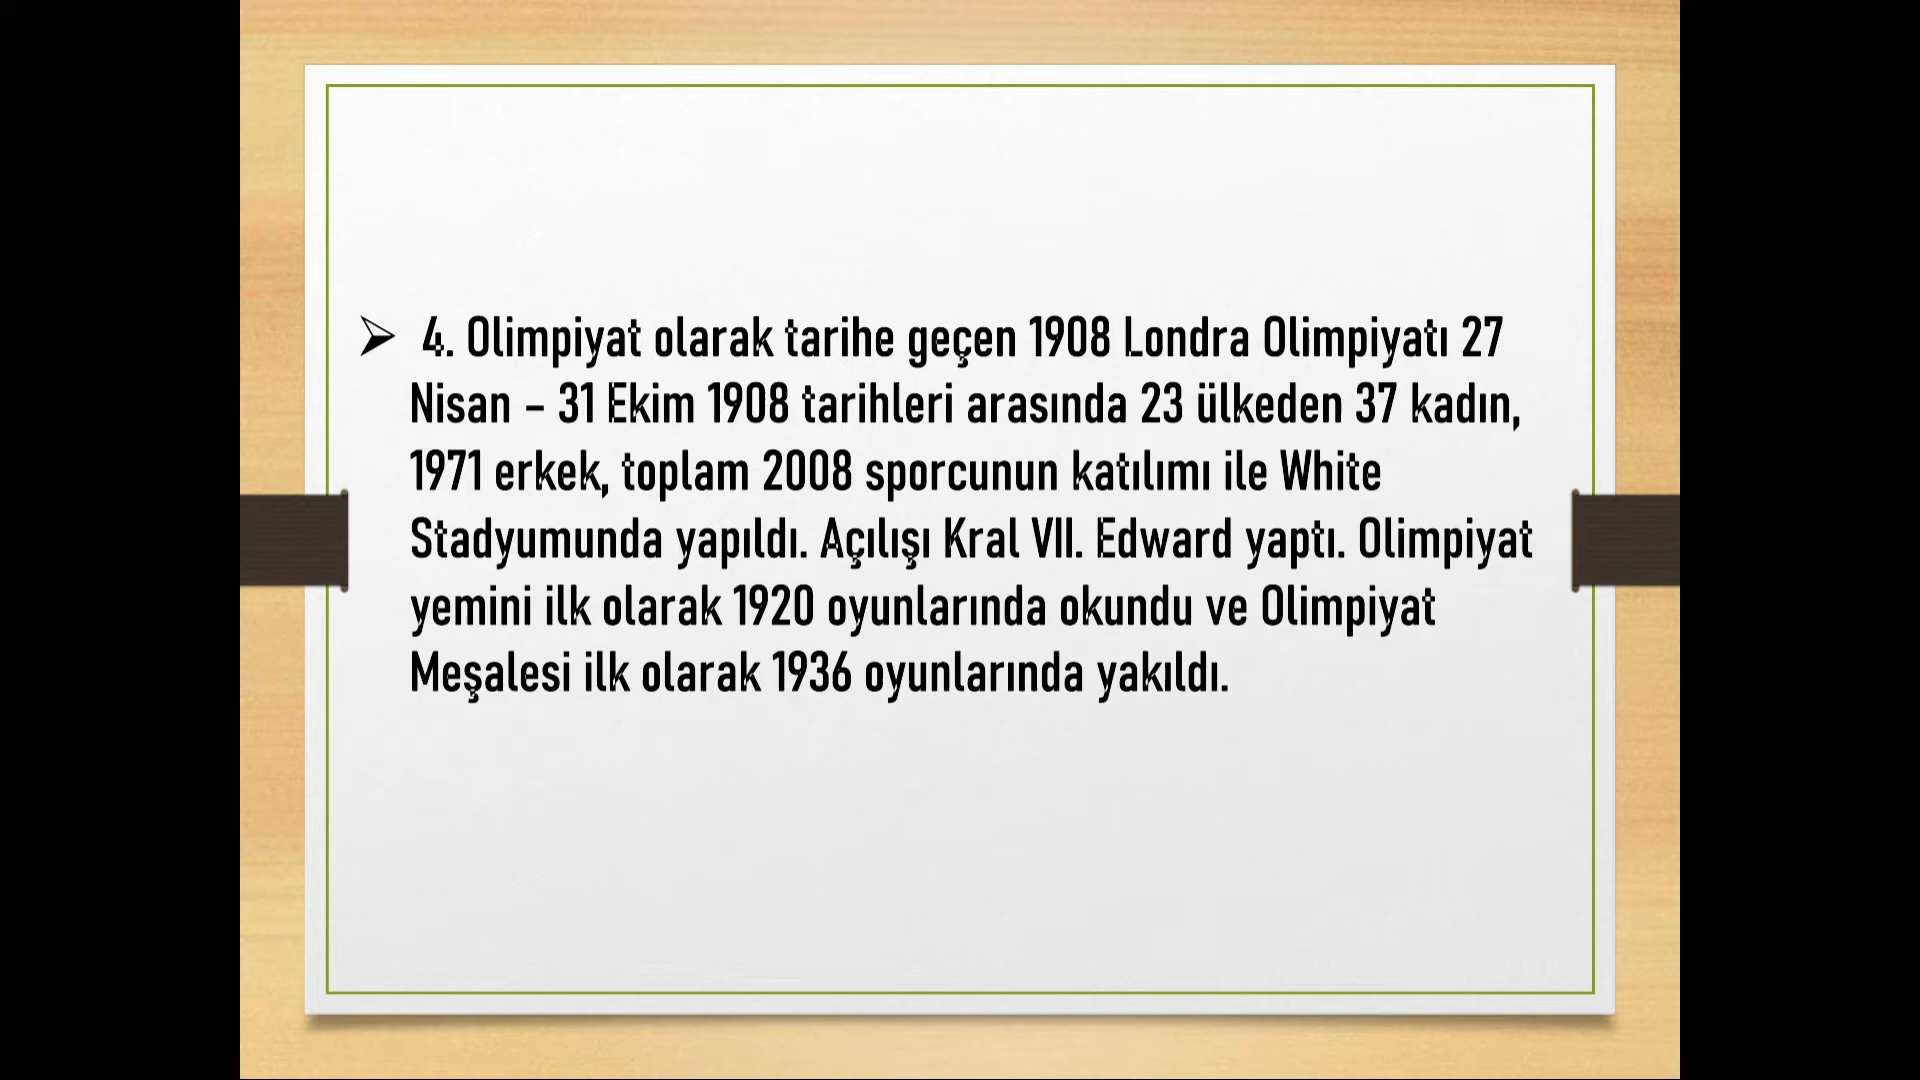 ➢ 4. Olimpiyat olarak tarihe geçen 1908 Londra Olimpiyatı 27
Nisan – 31 Ekim 1908 tarihleri arasında 23 ülkeden 37 kadın,
1971 erkek, toplam 2008 sporcunun katılımı ile White
Stadyumunda yapıldı. Açılışı Kral VII. Edward yaptı. Olimpiyat
yemini ilk olarak 1920 oyunlarında okundu ve Olimpiyat
Meşalesi ilk olarak 1936 oyunlarında yakıldı.